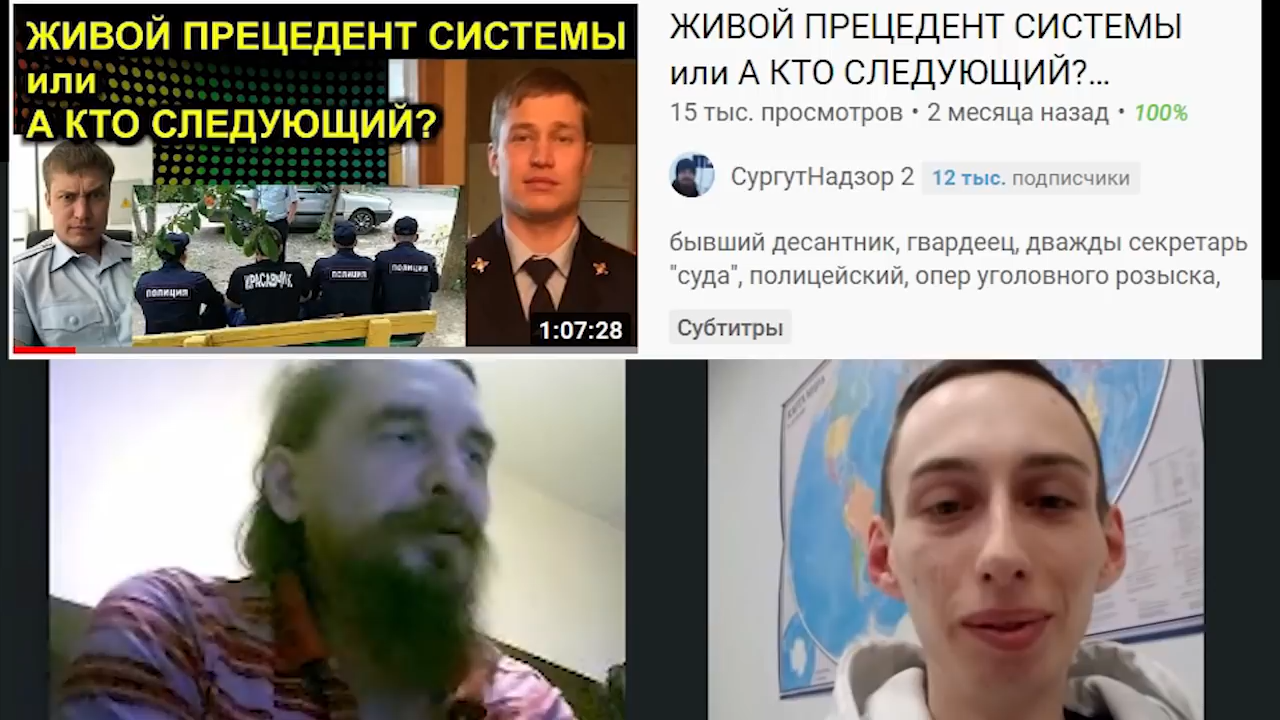 ЖИВОЙ ПРЕЦЕДЕНТ СИСТЕМЫ
или
А КТО СЛЕДУЮЩИЙ?
ПОЛИЦИЯ
КРАСАВЧИК
ПОЛИЦИЯ
ПОЛИЦИЯ
1:07:28
ЖИВОЙ ПРЕЦЕДЕНТ СИСТЕМЫ
или А КТО СЛЕДУЮЩИЙ?...
15 тыс. просмотров • 2 месяца назад • 100%
СургутНадзор 2 12 тыс. подписчики
бывший десантник, гвардеец, дважды секретарь
"суда", полицейский, опер уголовного розыска,
Субтитры
КАРТА МИРА